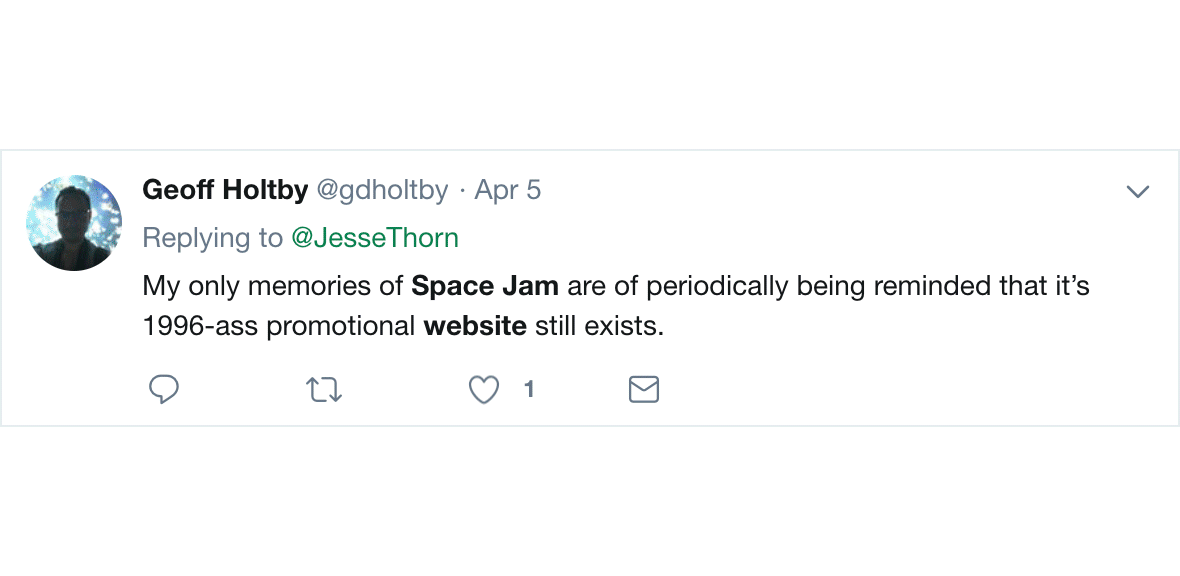 Geoff Holtby @gdholtby · Apr 5
Replying to @JesseThorn
My only memories of Space Jam are of periodically being reminded that it’s
1996-ass promotional website still exists.
1